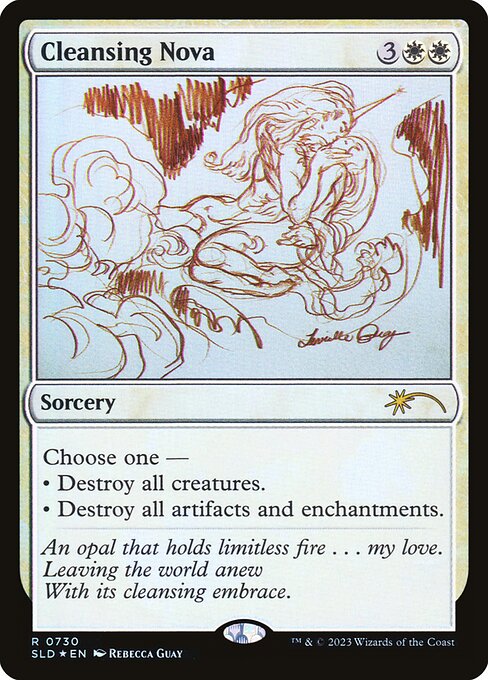 Cleansing Nova 3
Sorcery
Choose one —
• Destroy all creatures.
• Destroy all artifacts and enchantments.
An opal that holds limitless fire . . . my love.
Leaving the world anew
With its cleansing embrace.
R 0730
SLD ★ EN Rebecca Guay
™ & © 2023 Wizards of the Coast